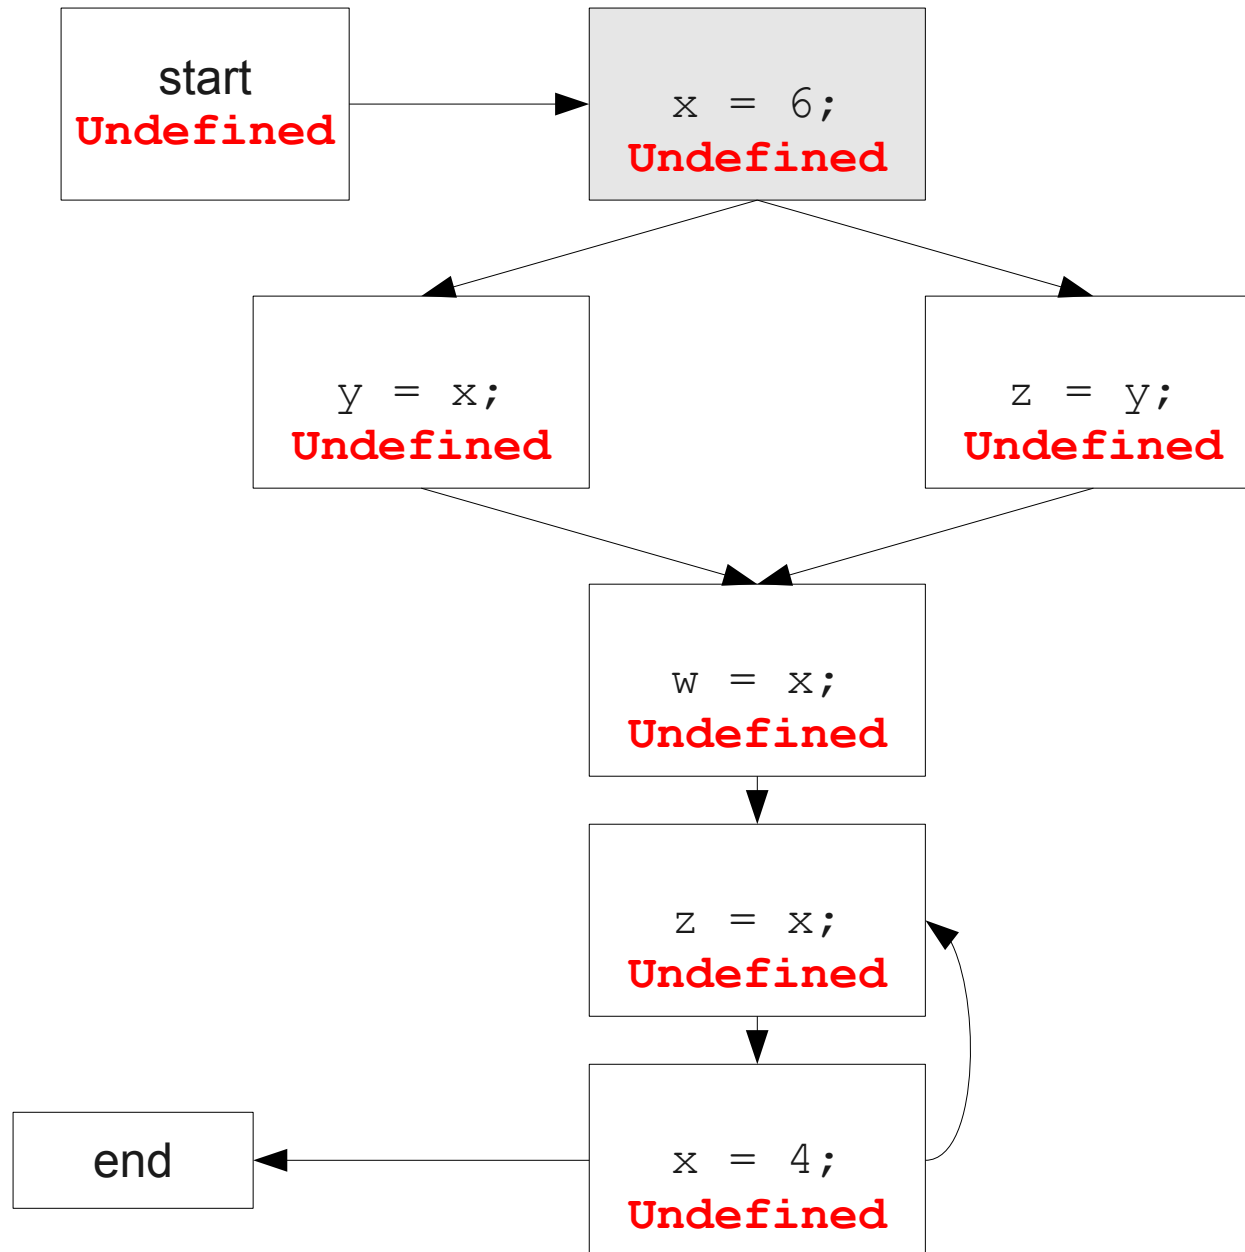 start
Undefined
x = 6;
Undefined
y = x;
Undefined
z = y;
Undefined
w = x;
Undefined
z = x;
Undefined
end
x = 4;
Undefined